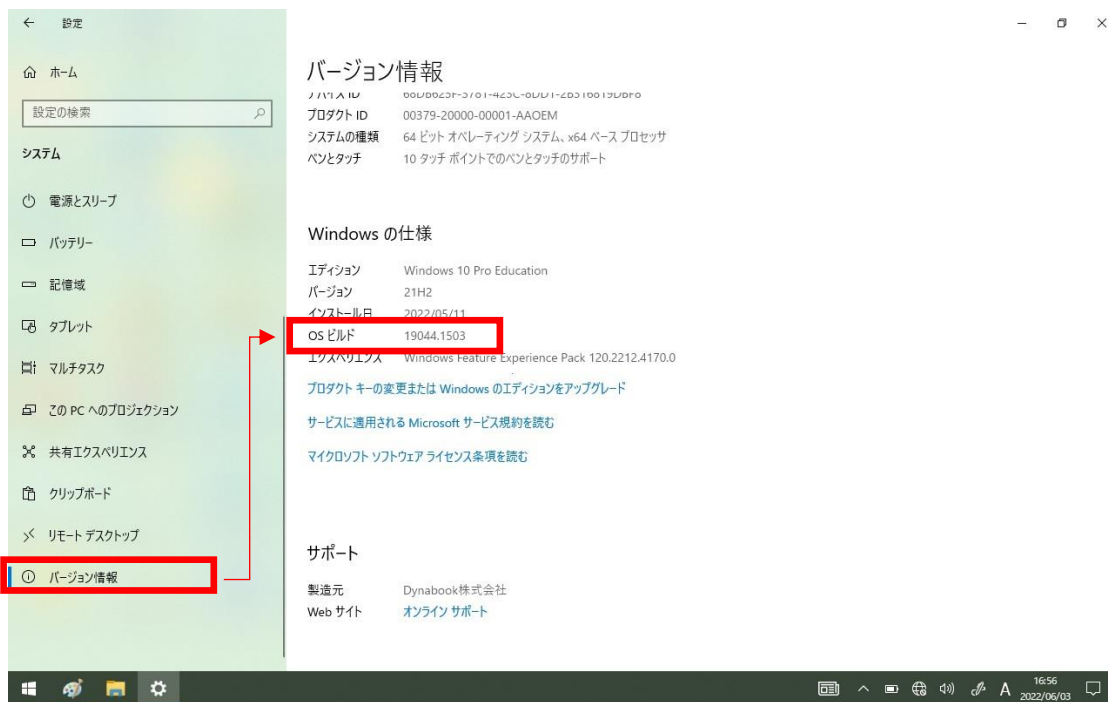 設定
ホーム
設定の検索
システム
電源とスリープ
バッテリー
記憶域
タブレット
マルチタスク
この PC へのプロジェクション
共有エクスペリエンス
クリップボード
リモート デスクトップ
バージョン情報
バージョン情報
プロダクト ID 00379-20000-00001-AAOEM
システムの種類 64 ビット オペレーティング システム、x64 ベース プロセッサ
ペンとタッチ 10 タッチ ポイントでのペンとタッチのサポート
Windows の仕様
エディション Windows 10 Pro Education
バージョン 21H2
インストール日 2022/05/11
OS ビルド 19044.1503
エクスペリエンス Windows Feature Experience Pack 120.2212.4170.0
プロダクト キーの変更または Windows のエディションをアップグレード
サービスに適用される Microsoft サービス規約を読む
マイクロソフト ソフトウェア ライセンス条項を読む
サポート
製造元 Dynabook株式会社
Web サイト オンライン サポート
A
16:56
2022/06/03